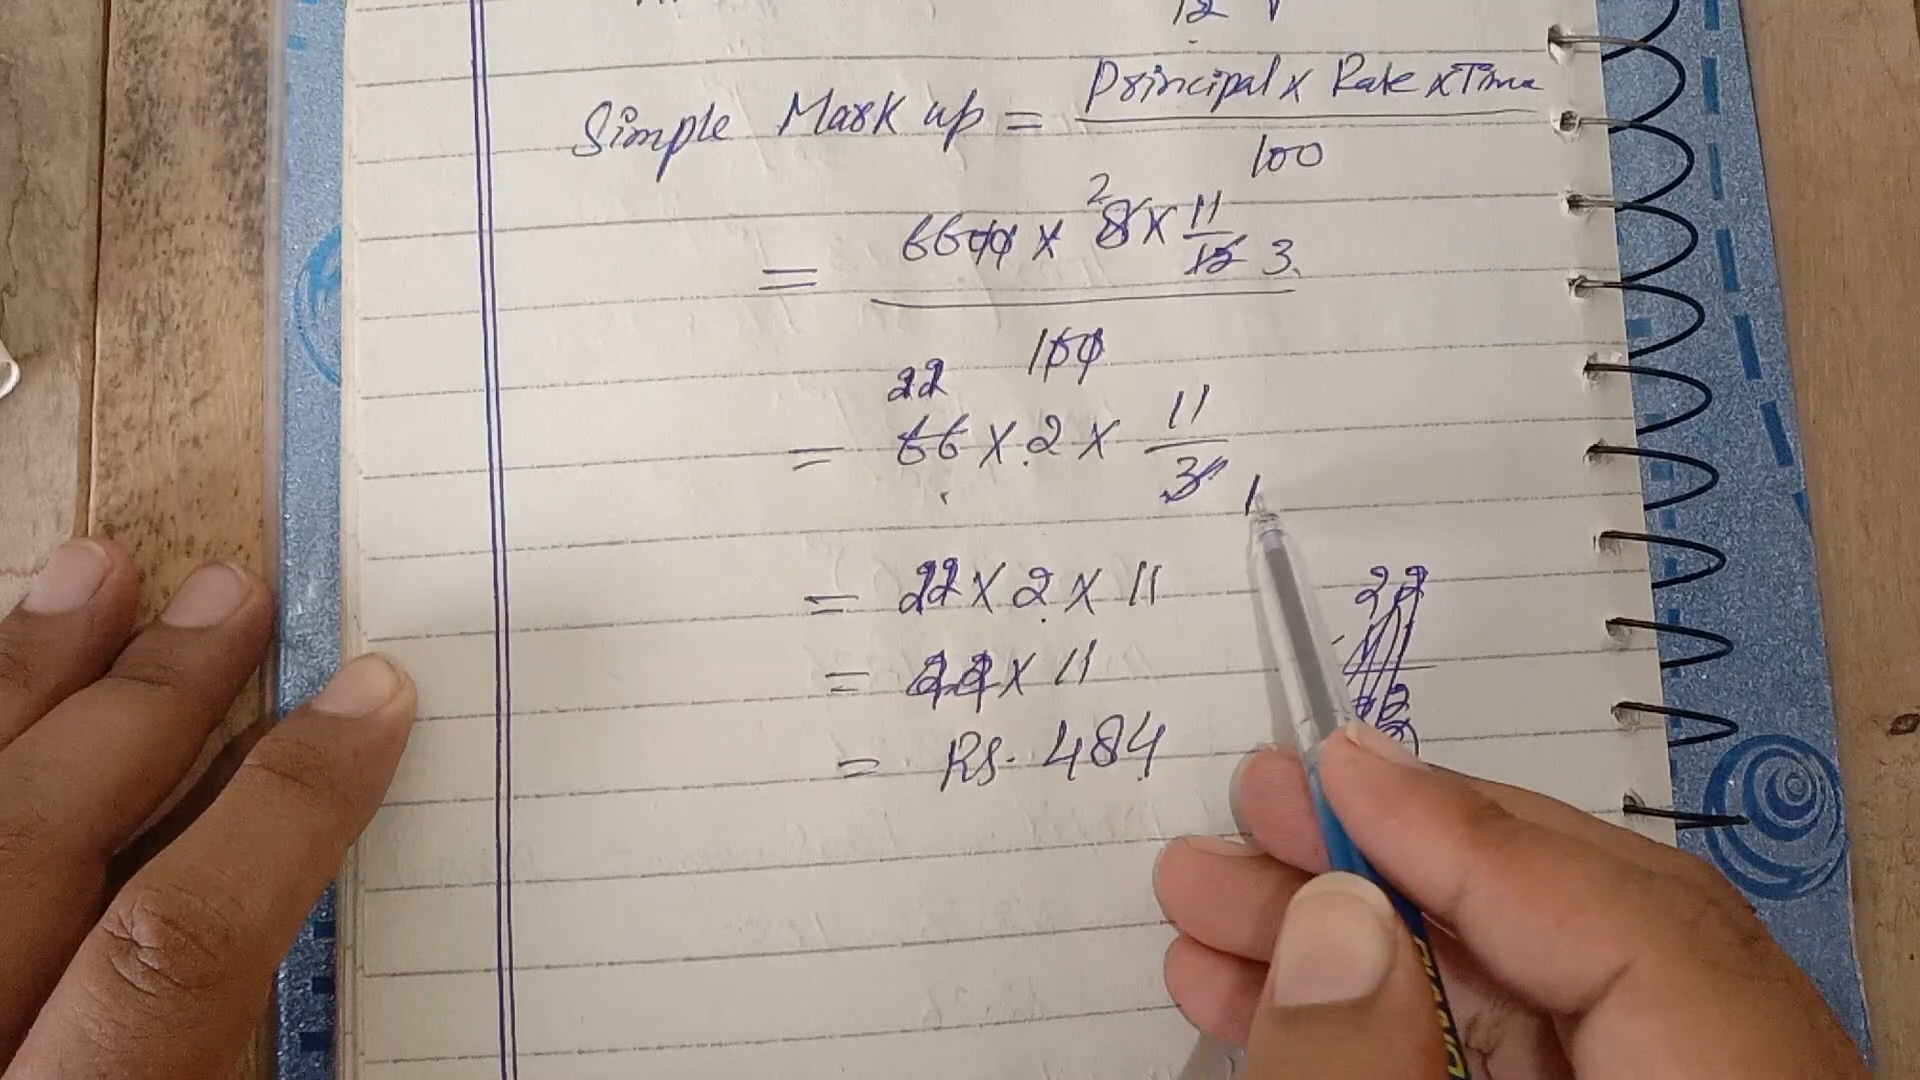 12
Simple Mark up = Principal x Rate x Time
100
= 6600 x 8 2 x 11
12 3
100
22
= 66 x 2 x 11
3 1
= 22 x 2 x 11
22
= 44 x 11
= Rs. 484